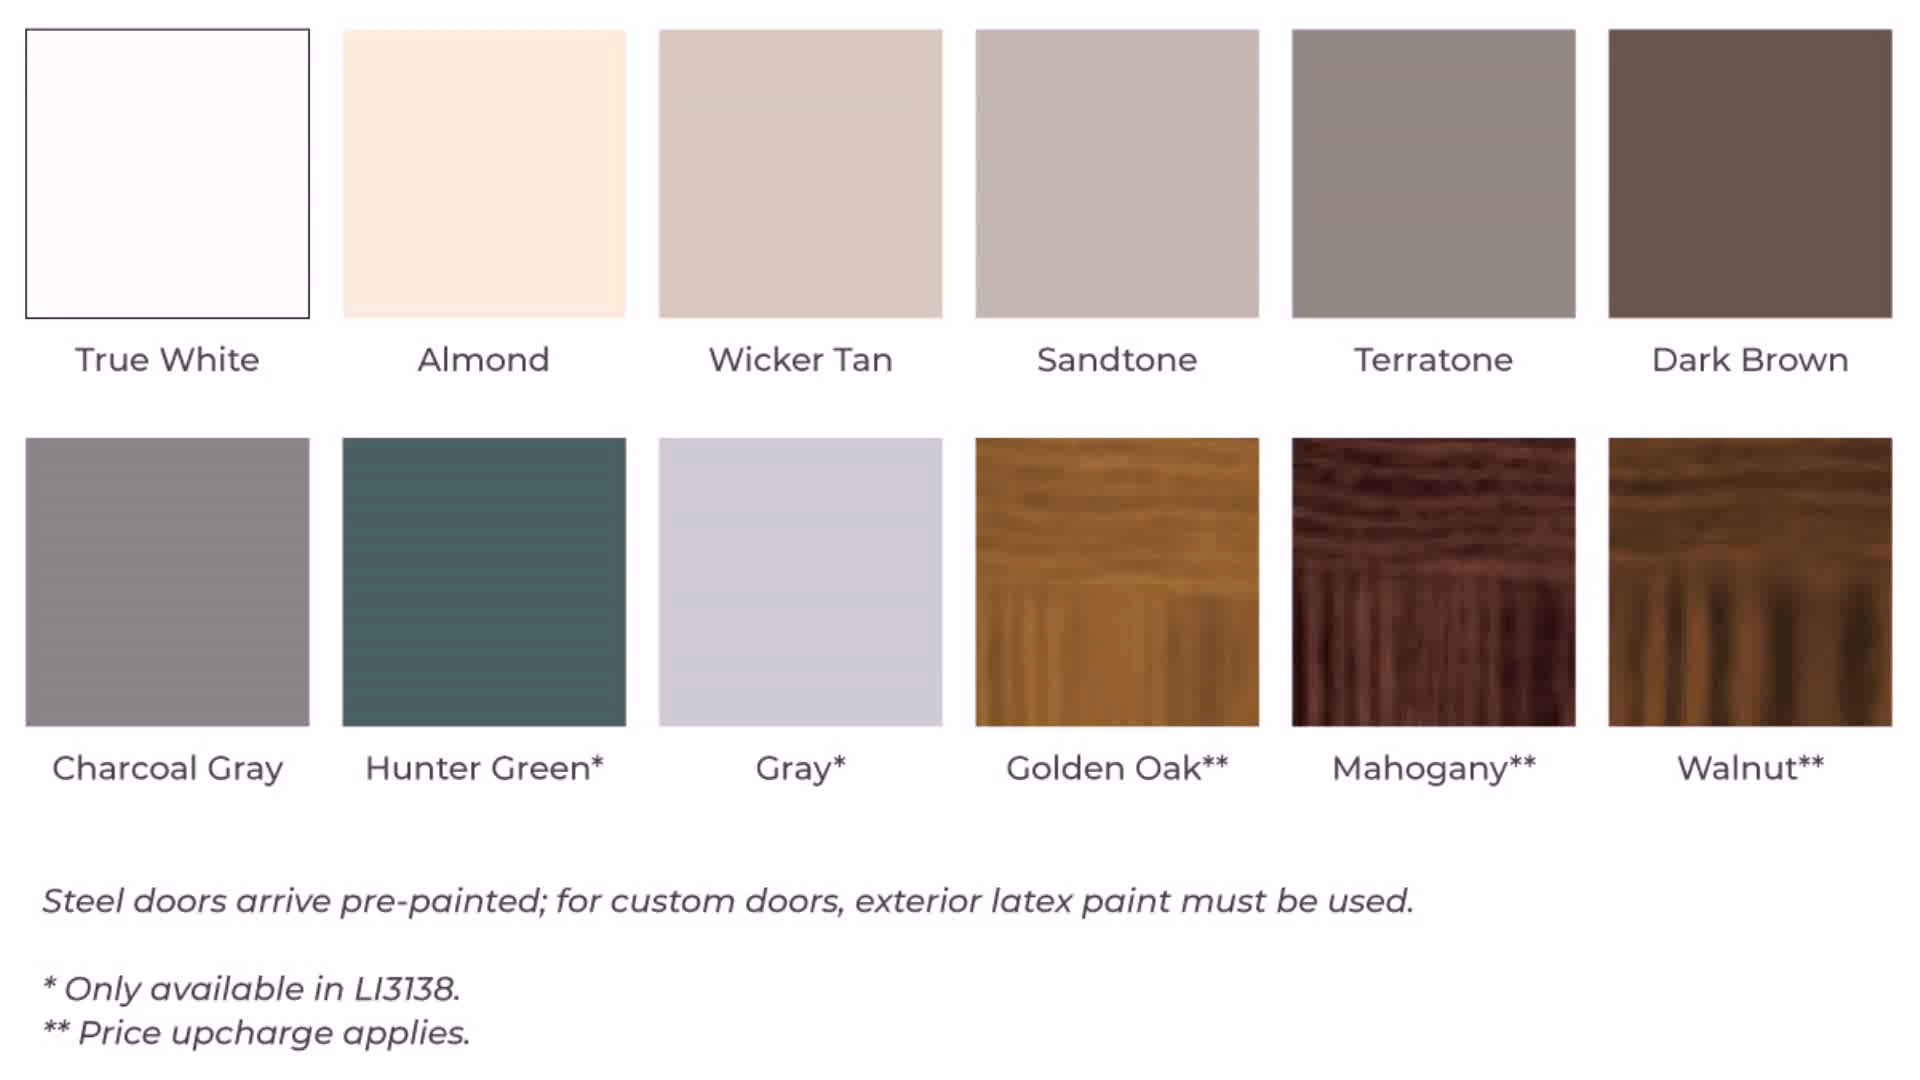 True White
Almond
Wicker Tan
Sandtone
Terratone
Dark Brown
Charcoal Gray
Hunter Green*
Gray*
Golden Oak**
Mahogany**
Walnut**
Steel doors arrive pre-painted; for custom doors, exterior latex paint must be used.
* Only available in LI3138.
** Price upcharge applies.